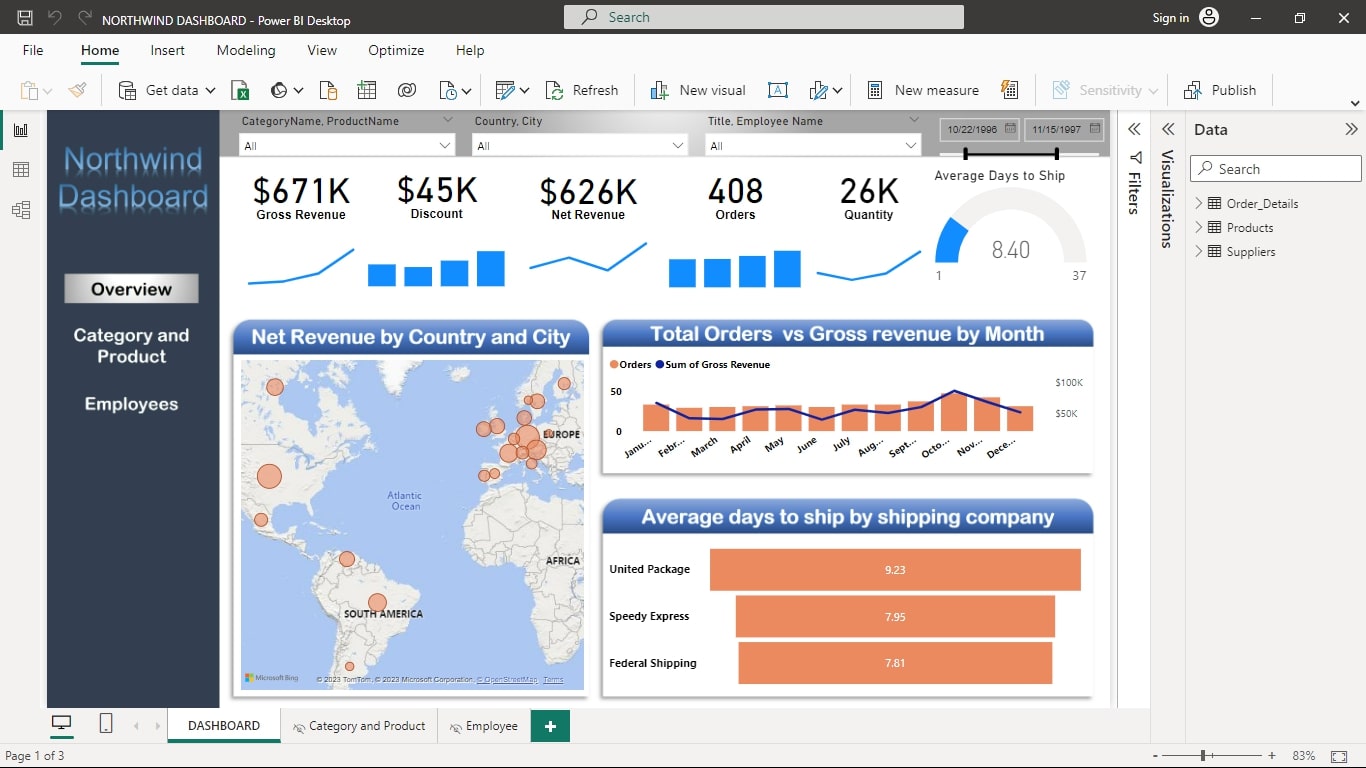 NORTHWIND DASHBOARD - Power BI Desktop
Search
Sign in
File Home Insert Modeling View Optimize Help
Get data Refresh New visual New measure Sensitivity Publish
Northwind
Dashboard
Overview
Category and
Product
Employees
CategoryName, ProductName
All
Country, City
All
Title, Employee Name
All
10/22/1996 11/15/1997
$671K
Gross Revenue
$45K
Discount
$626K
Net Revenue
408
Orders
26K
Quantity
Average Days to Ship
8.40
1 37
Net Revenue by Country and City
EUROPE
Atlantic
Ocean
AFRICA
SOUTH AMERICA
Microsoft Bing
© 2023 TomTom, © 2023 Microsoft Corporation, © OpenStreetMap Terms
Total Orders vs Gross revenue by Month
Orders Sum of Gross Revenue
50
0
$100K
$50K
Janu... Febr... March April May June July Aug... Sept... Octo... Nov... Dece...
Average days to ship by shipping company
United Package 9.23
Speedy Express 7.95
Federal Shipping 7.81
Filters
Visualizations
Data
Search
Order_Details
Products
Suppliers
DASHBOARD Category and Product Employee +
Page 1 of 3
- + 83%